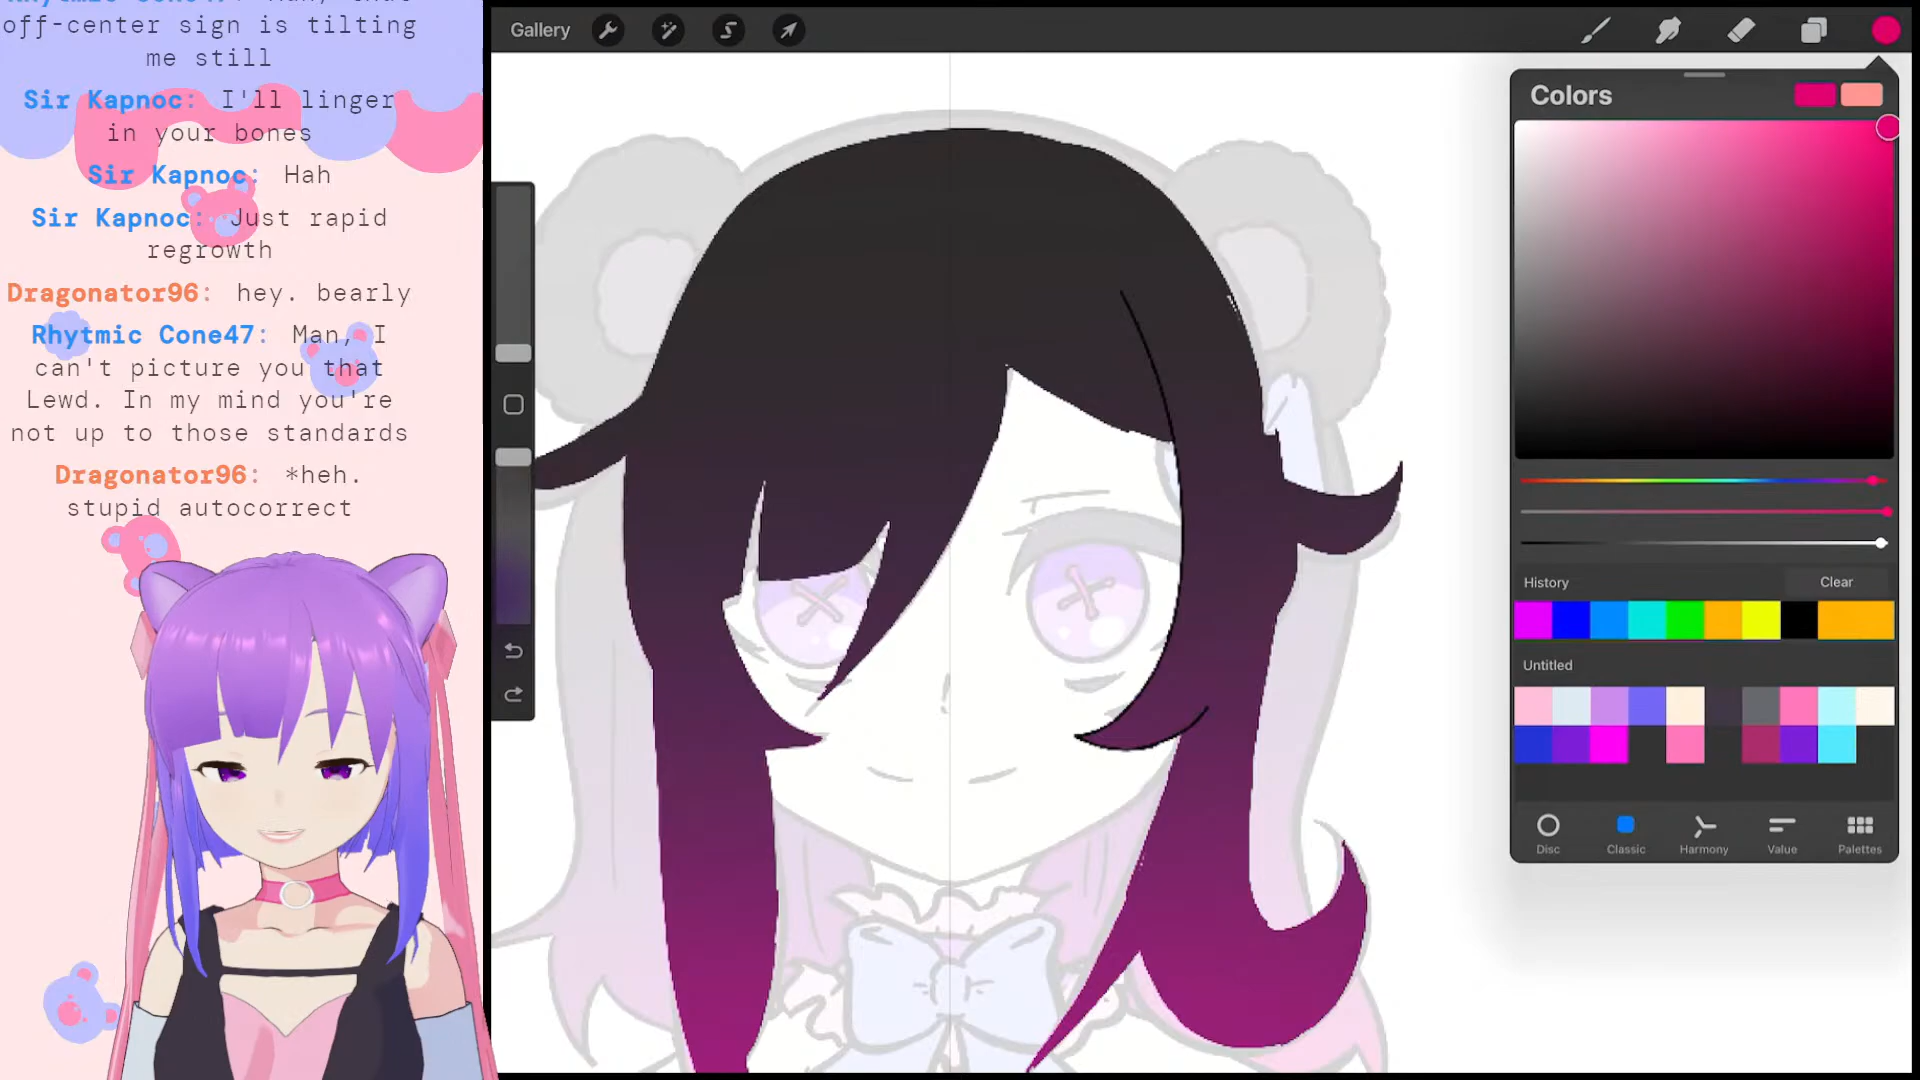 off-center sign is tilting
me still
Sir Kapnoc: I'll linger
in your bones
Sir Kapnoc: Hah
Sir Kapnoc: Just rapid
regrowth
Dragonator96: hey. bearly
Rhytmic Cone47: Man, I
can't picture you that
Lewd. In my mind you're
not up to those standards
Dragonator96: *heh.
stupid autocorrect
Gallery
Colors
History
Clear
Untitled
Disc
Classic
Harmony
Value
Palettes